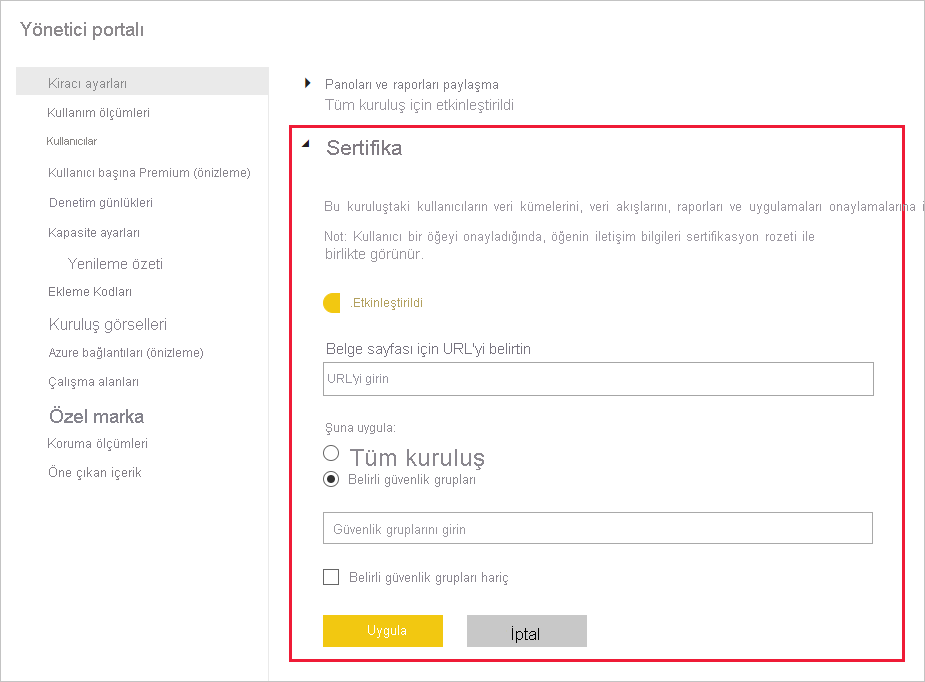 Yönetici portalı
Kiracı ayarları
Kullanım ölçümleri
Kullanıcılar
Kullanıcı başına Premium (önizleme)
Denetim günlükleri
Kapasite ayarları
Yenileme özeti
Ekleme Kodları
Kuruluş görselleri
Azure bağlantıları (önizleme)
Çalışma alanları
Özel marka
Koruma ölçümleri
Öne çıkan içerik
Panoları ve raporları paylaşma
Tüm kuruluş için etkinleştirildi
Sertifika
Bu kuruluştaki kullanıcıların veri kümelerini, veri akışlarını, raporları ve uygulamaları onaylamalarına i
Not: Kullanıcı bir öğeyi onayladığında, öğenin iletişim bilgileri sertifikasyon rozeti ile
birlikte görünür.
.Etkinleştirildi
Belge sayfası için URL'yi belirtin
URL'yi girin
Şuna uygula:
Tüm kuruluş
Belirli güvenlik grupları
Güvenlik gruplarını girin
Belirli güvenlik grupları hariç
Uygula
İptal